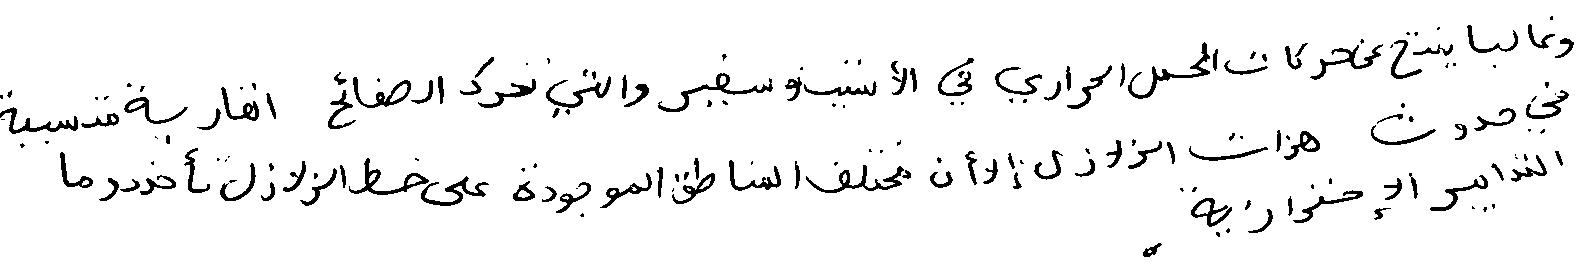 وغالبا ينتج عن حركات الحمل الحراري في الأستينوسفير والتي تحرك الصفائح القارية متسببة
في حدوث هزات الزلازل إلا أن مختلف المناطق الموجودة على خط الزلازل تأخذ دوما
التدابير الإحترازية